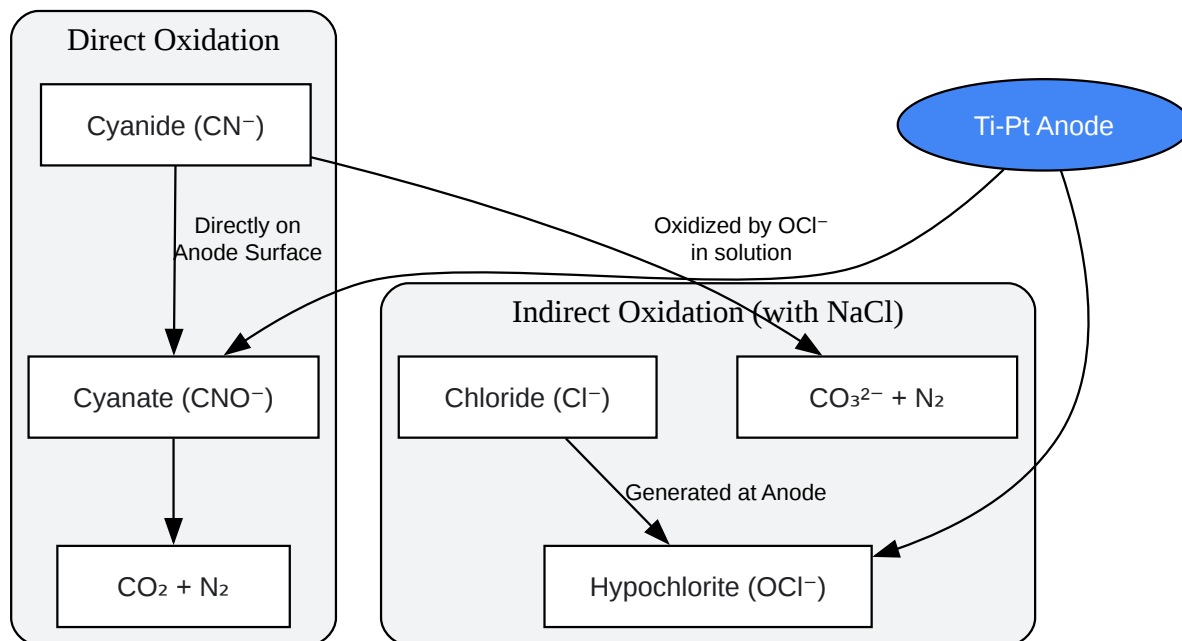 Direct Oxidation
Cyanide (CN⁻)
Ti-Pt Anode
Directly on
Anode Surface
Oxidized by OCl⁻
in solution
Indirect Oxidation (with NaCl)
Cyanate (CNO⁻)
Chloride (Cl⁻)
CO₃²⁻ + N₂
Generated at Anode
CO₂ + N₂
Hypochlorite (OCl⁻)